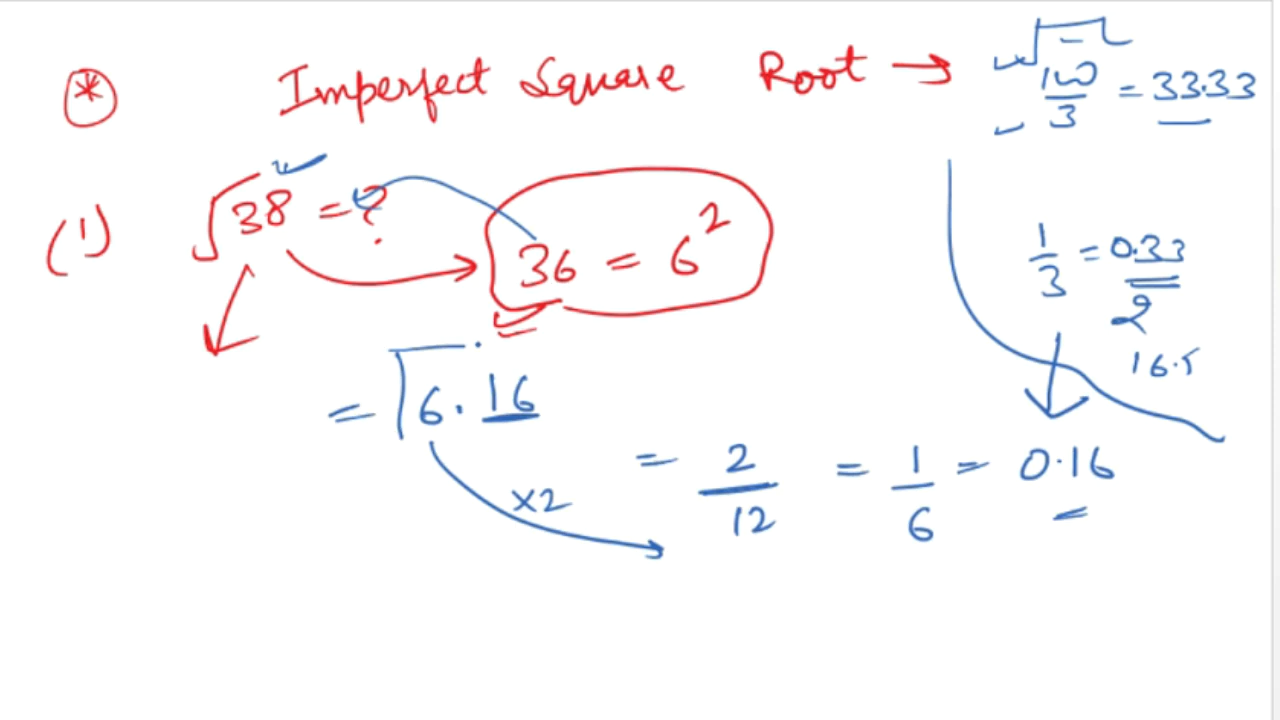 * Imperfect Square Root →
√‾
100/3 = 33.33
(1) √38 = ?
36 = 6²
1/3 = 0.33
2
16.5
= 6.16
×2
= 2/12 = 1/6 = 0.16